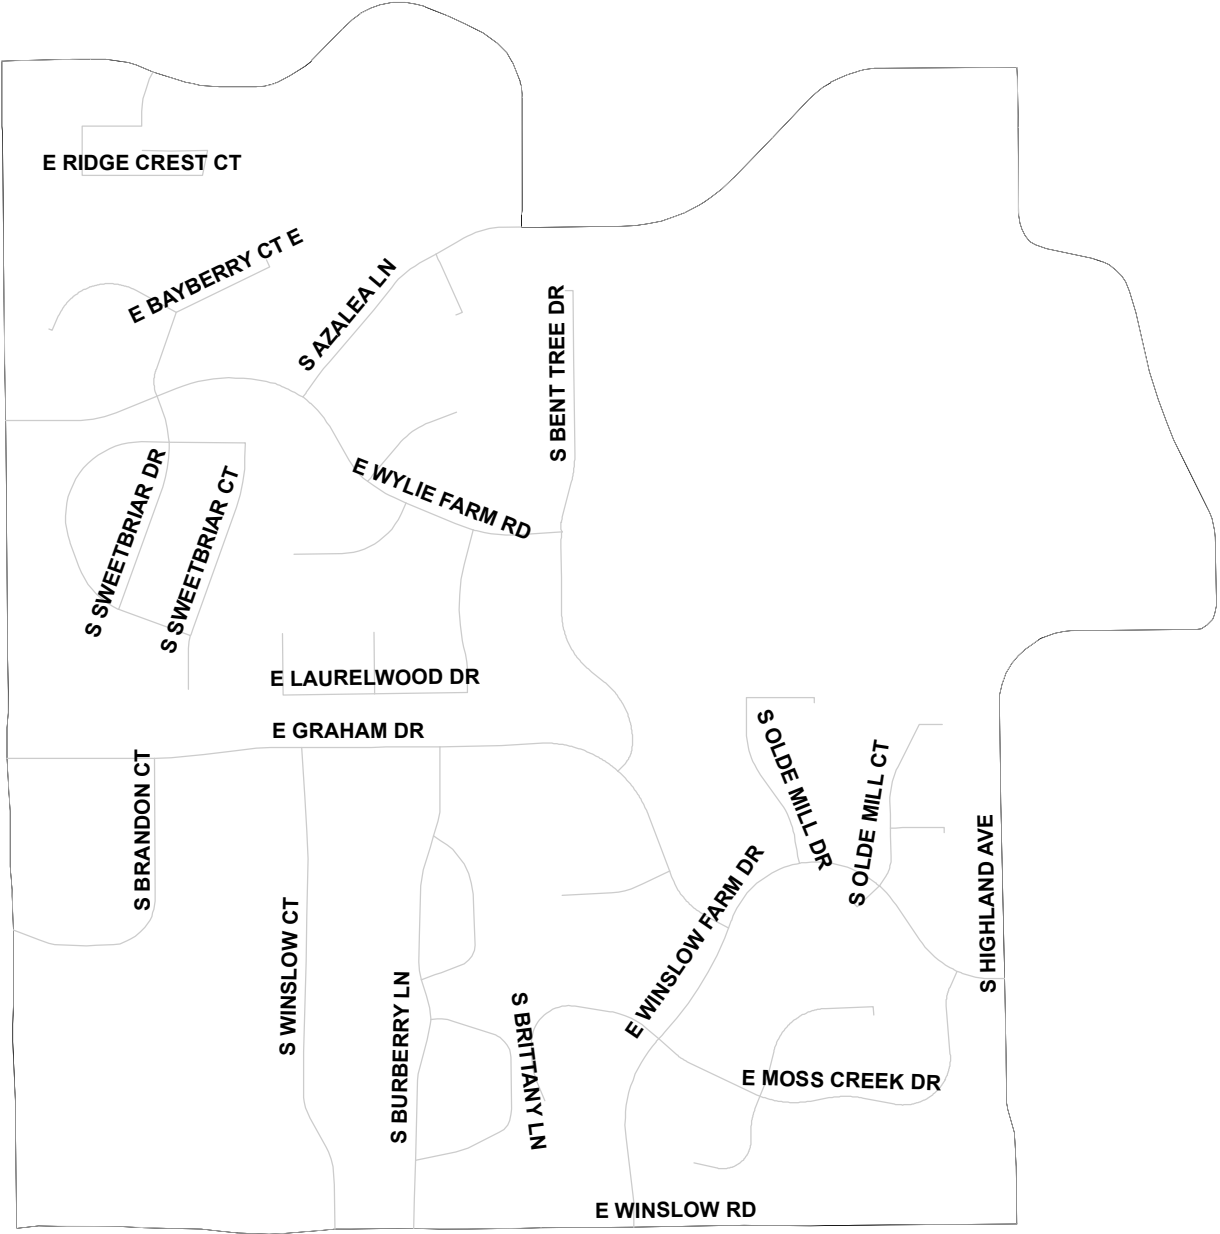 E RIDGE CREST CT
E BAYBERRY CT E
S AZALEA LN
S BENT TREE DR
E WYLIE FARM RD
S SWEETBRIAR DR
S SWEETBRIAR CT
E LAURELWOOD DR
E GRAHAM DR
S OLDE MILL DR
S OLDE MILL CT
S BRANDON CT
S HIGHLAND AVE
E WINSLOW FARM DR
S WINSLOW CT
S BURBERRY LN
S BRITTANY LN
E MOSS CREEK DR
E WINSLOW RD